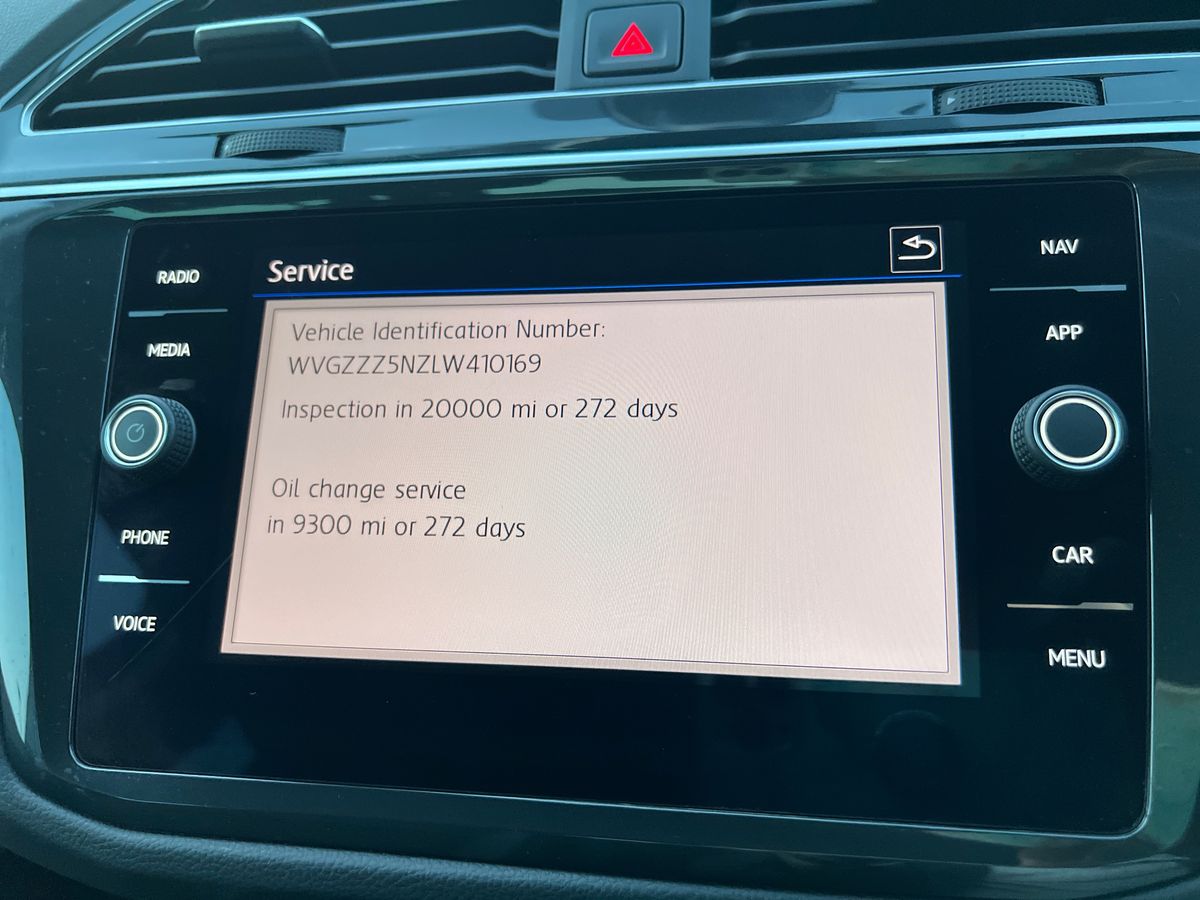 RADIO
MEDIA
PHONE
VOICE
Service
Vehicle Identification Number:
WVGZZZ5NZLW410169
Inspection in 20000 mi or 272 days
Oil change service
in 9300 mi or 272 days
NAV
APP
CAR
MENU